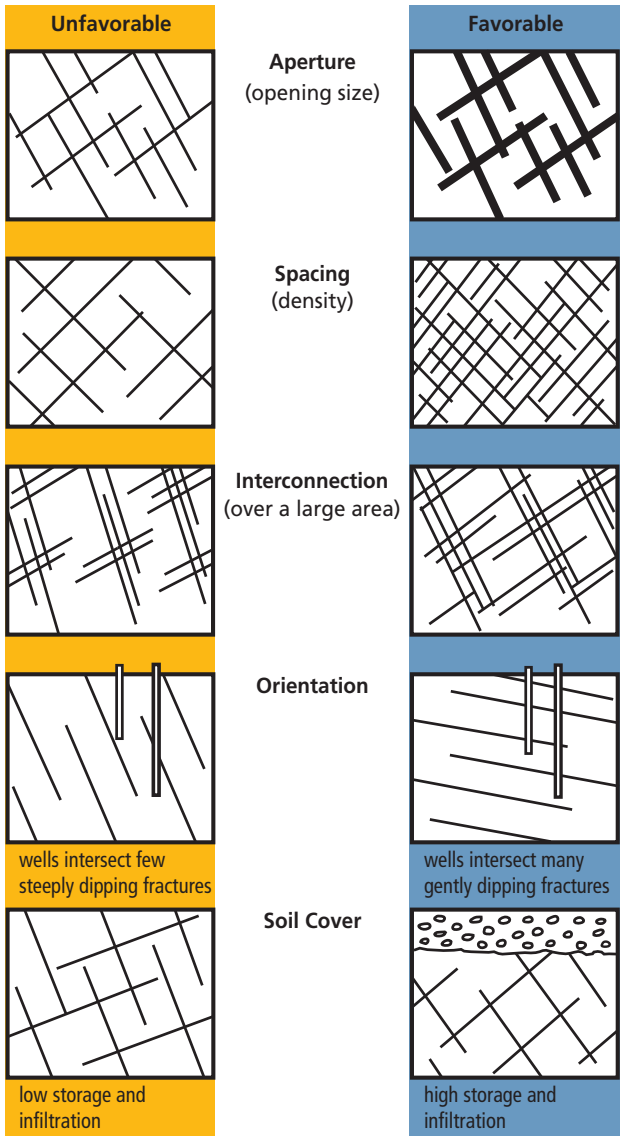 Unfavorable
Favorable
Aperture
(opening size)
Spacing
(density)
Interconnection
(over a large area)
Orientation
wells intersect few
steeply dipping fractures
wells intersect many
gently dipping fractures
Soil Cover
low storage and
infiltration
high storage and
infiltration